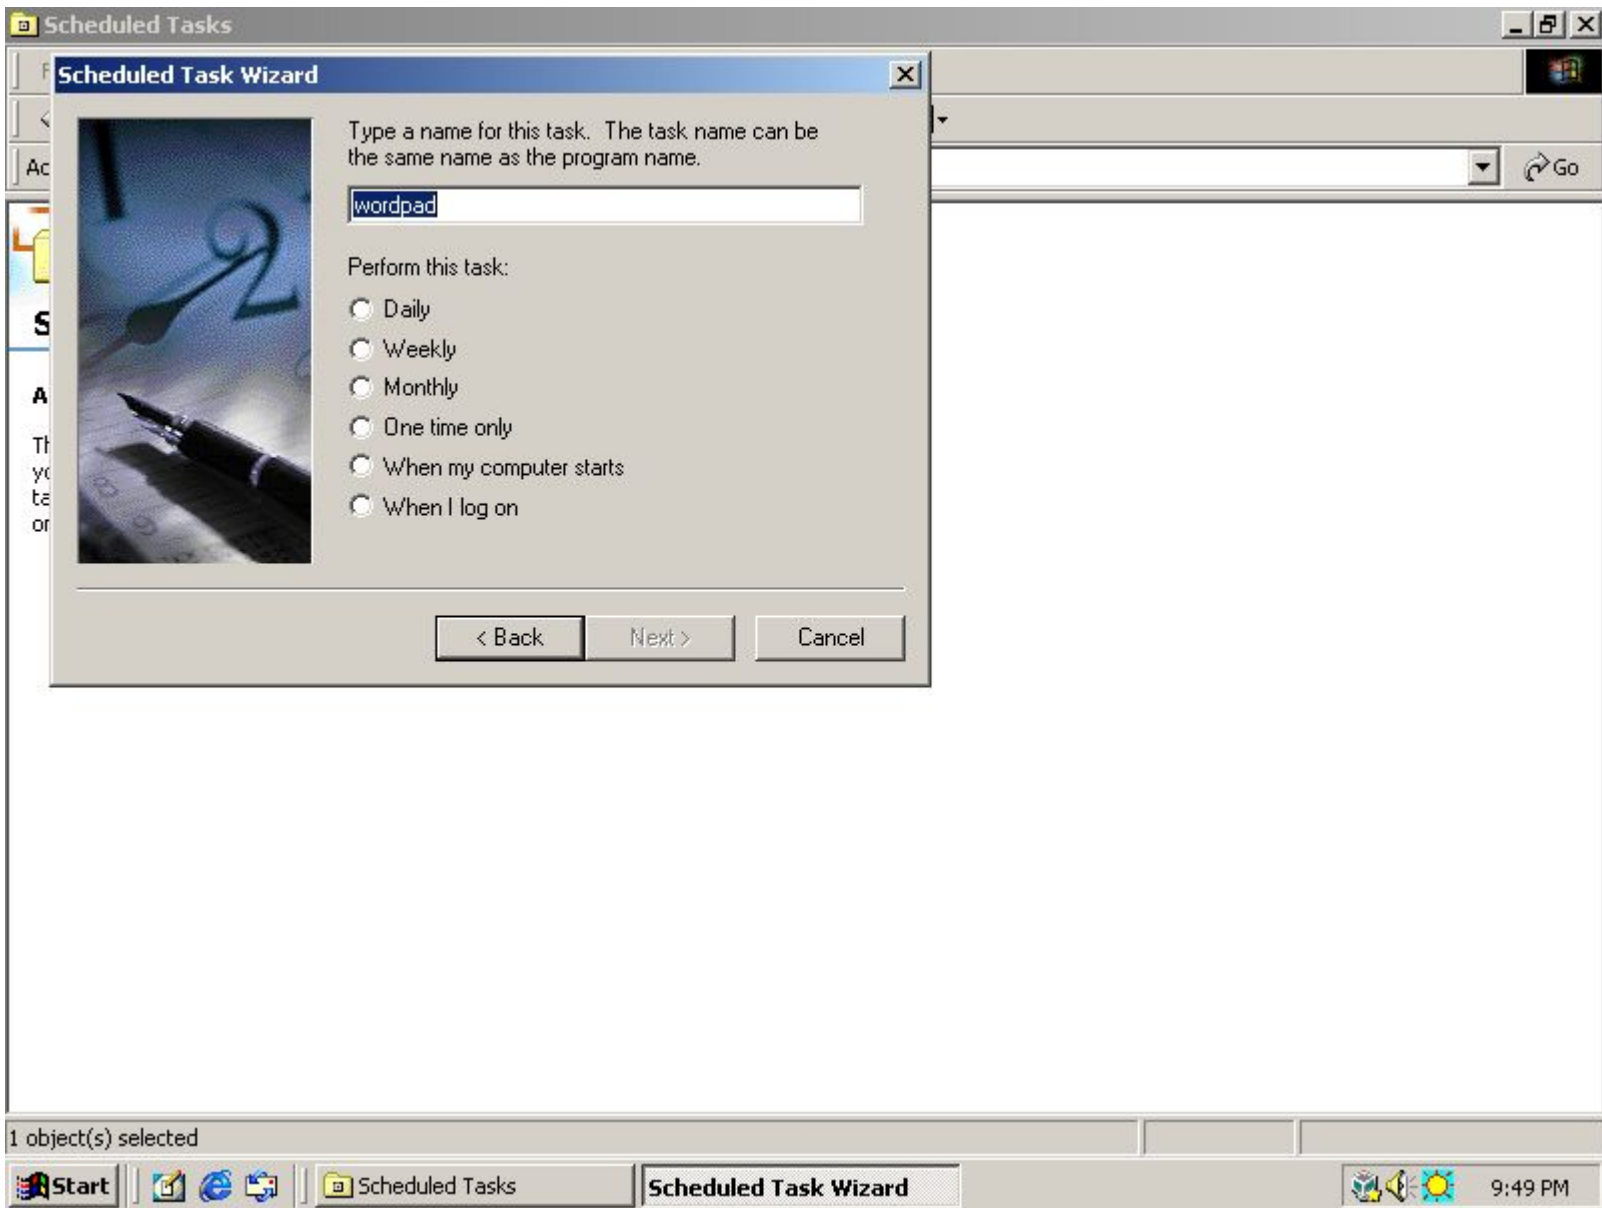 Scheduled Tasks
Scheduled Task Wizard
Type a name for this task. The task name can be
the same name as the program name.
Go
wordpad
Perform this task:
Daily
Weekly
Monthly
One time only
When my computer starts
When I log on
< Back
Next >
Cancel
1 object(s) selected
Start
Scheduled Tasks
Scheduled Task Wizard
9:49 PM